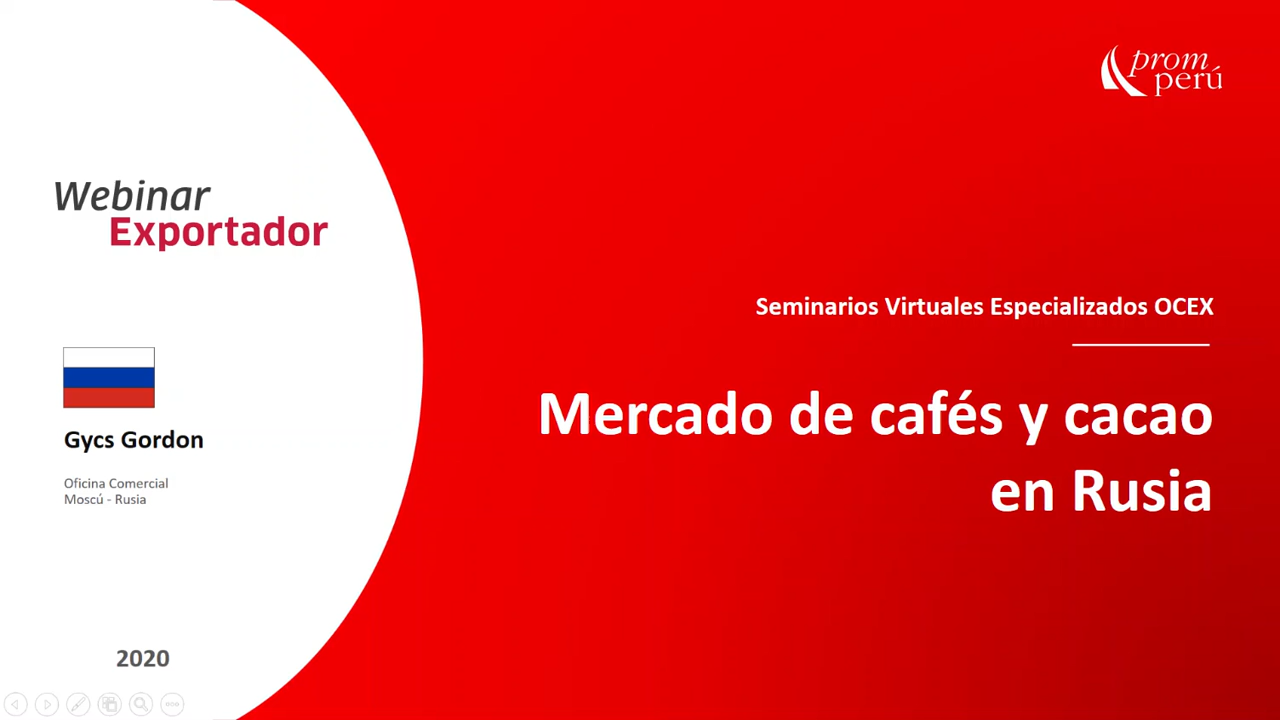 prom
perú
Webinar
Exportador
Seminarios Virtuales Especializados OCEX
Mercado de cafés y cacao
en Rusia
Gycs Gordon
Oficina Comercial
Moscú - Rusia
2020